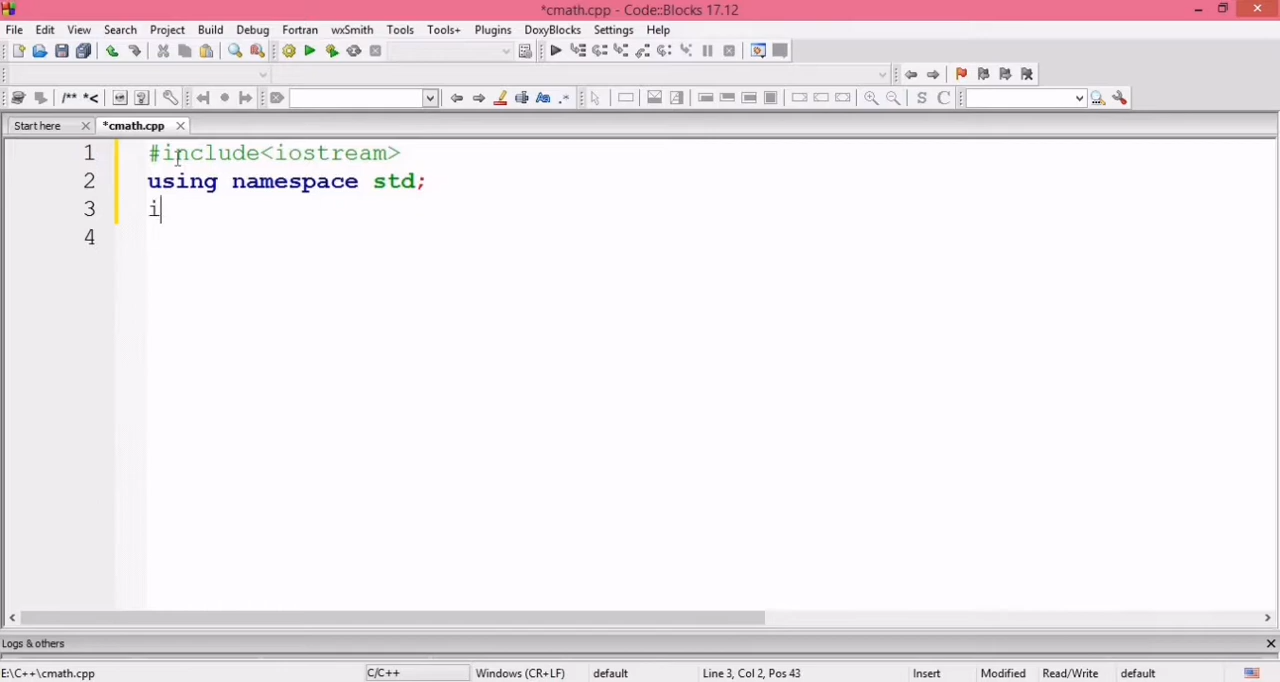 *cmath.cpp - Code::Blocks 17.12
File Edit View Search Project Build Debug Fortran wxSmith Tools Tools+ Plugins DoxyBlocks Settings Help
/** *<
S C
Start here *cmath.cpp
1 #include<iostream>
2 using namespace std;
3 i
4
Logs & others
E:\C++\cmath.cpp C/C++ Windows (CR+LF) default Line 3, Col 2, Pos 43 Insert Modified Read/Write default